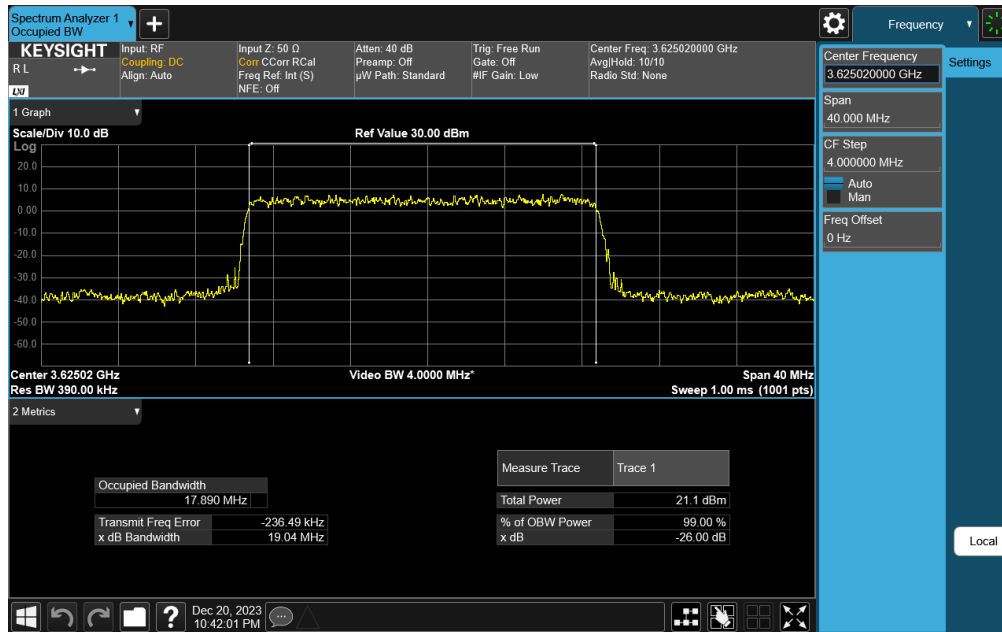 Spectrum Analyzer 1
Occupied BW
Frequency
KEYSIGHT
R L
LXI
Input: RF
Coupling: DC
Align: Auto
Input Z: 50 Ω
Corr CCorr RCal
Freq Ref: Int (S)
NFE: Off
Atten: 40 dB
Preamp: Off
µW Path: Standard
Trig: Free Run
Gate: Off
#IF Gain: Low
Center Freq: 3.625020000 GHz
Avg|Hold: 10/10
Radio Std: None
Center Frequency
3.625020000 GHz
Settings
Span
40.000 MHz
CF Step
4.000000 MHz
Auto
Man
Freq Offset
0 Hz
1 Graph
Scale/Div 10.0 dB
Ref Value 30.00 dBm
Log
20.0
10.0
0.00
-10.0
-20.0
-30.0
-40.0
-50.0
-60.0
Center 3.62502 GHz
Video BW 4.0000 MHz*
Span 40 MHz
Res BW 390.00 kHz
Sweep 1.00 ms (1001 pts)
2 Metrics
Measure Trace
Trace 1
Occupied Bandwidth
17.890 MHz
Total Power
21.1 dBm
Transmit Freq Error
-236.49 kHz
% of OBW Power
99.00 %
x dB Bandwidth
19.04 MHz
x dB
-26.00 dB
Local
Dec 20, 2023
10:42:01 PM